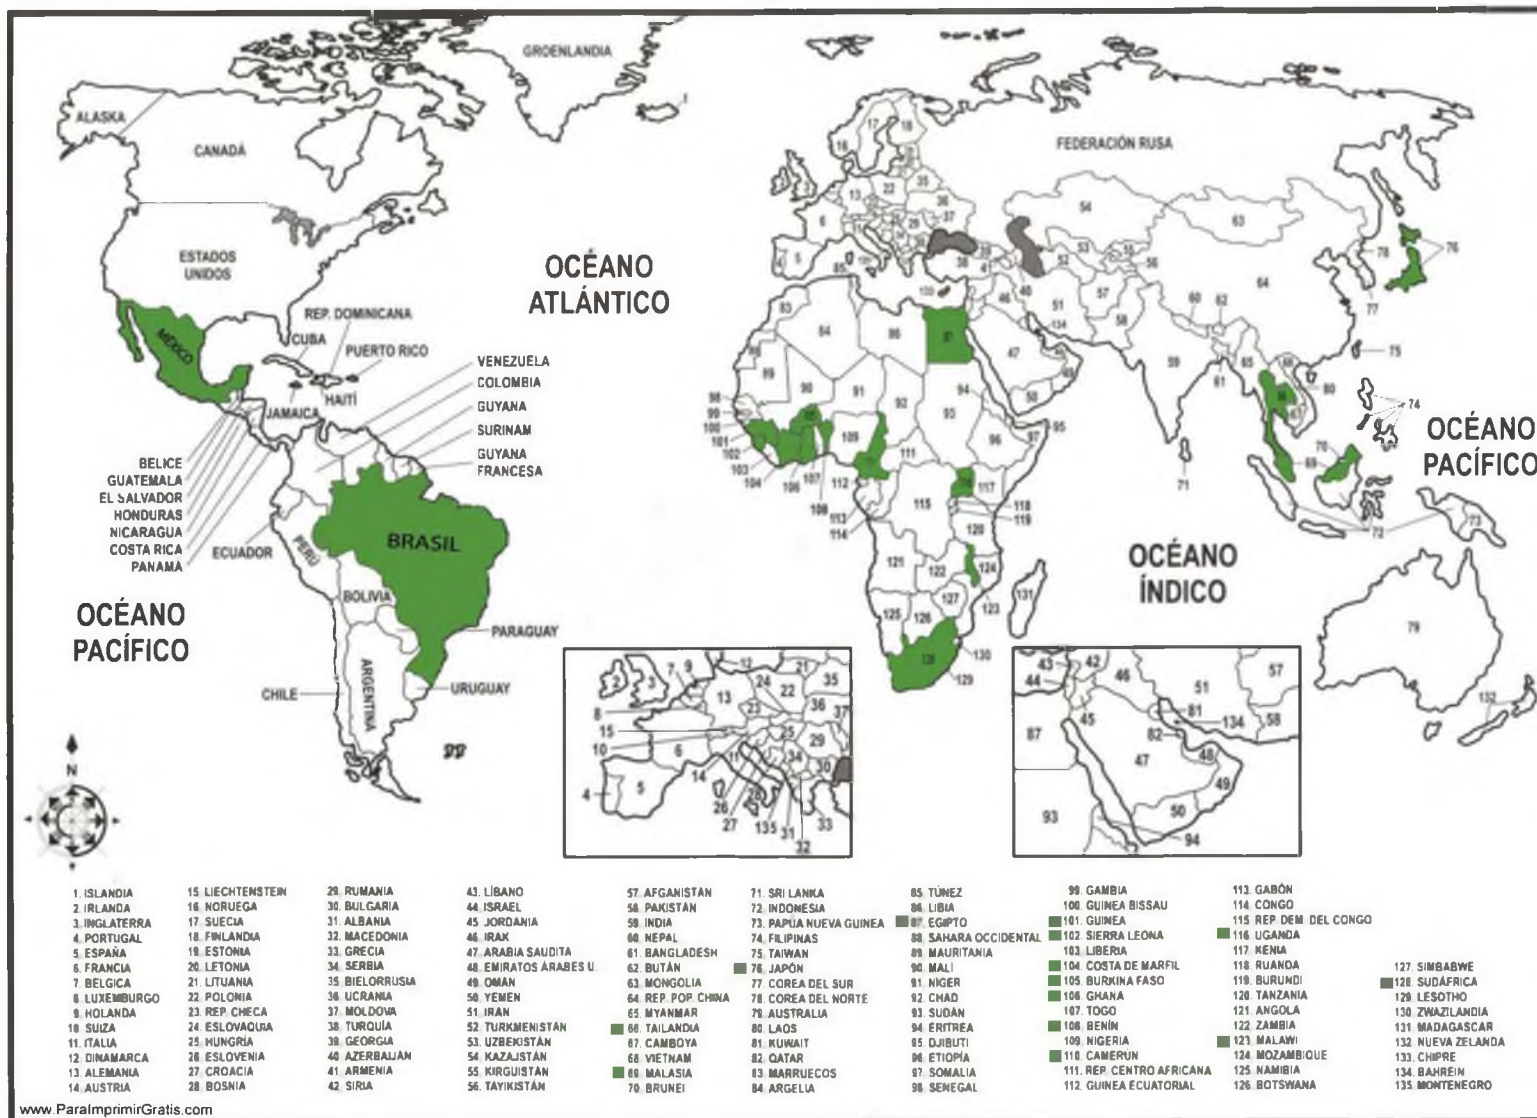 GROENLANDIA
1
ALASKA
CANADÁ
FEDERACIÓN RUSA
ESTADOS
UNIDOS
OCÉANO
ATLÁNTICO
REP. DOMINICANA
CUBA
PUERTO RICO
MÉXICO
HAITÍ
JAMAICA
VENEZUELA
COLOMBIA
GUYANA
SURINAM
GUYANA
FRANCESA
BELICE
GUATEMALA
EL SALVADOR
HONDURAS
NICARAGUA
COSTA RICA
PANAMÁ
ECUADOR
PERÚ
BRASIL
BOLIVIA
OCÉANO
PACÍFICO
PARAGUAY
CHILE
ARGENTINA
URUGUAY
OCÉANO
PACÍFICO
OCÉANO
ÍNDICO
N
1. ISLANDIA
2. IRLANDA
3. INGLATERRA
4. PORTUGAL
5. ESPAÑA
6. FRANCIA
7. BELGICA
8. LUXEMBURGO
9. HOLANDA
10. SUIZA
11. ITALIA
12. DINAMARCA
13. ALEMANIA
14. AUSTRIA
15. LIECHTENSTEIN
16. NORUEGA
17. SUECIA
18. FINLANDIA
19. ESTONIA
20. LETONIA
21. LITUANIA
22. POLONIA
23. REP. CHECA
24. ESLOVAQUIA
25. HUNGRÍA
26. ESLOVENIA
27. CROACIA
28. BOSNIA
29. RUMANIA
30. BULGARIA
31. ALBANIA
32. MACEDONIA
33. GRECIA
34. SERBIA
35. BIELORRUSIA
36. UCRANIA
37. MOLDOVA
38. TURQUÍA
39. GEORGIA
40. AZERBAIJAN
41. ARMENIA
42. SIRIA
43. LÍBANO
44. ISRAEL
45. JORDANIA
46. IRAK
47. ARABIA SAUDITA
48. EMIRATOS ÁRABES U.
49. OMAN
50. YEMEN
51. IRAN
52. TURKMENISTÁN
53. UZBEKISTÁN
54. KAZAJSTÁN
55. KIRGUISTÁN
56. TAYIKISTÁN
57. AFGANISTÁN
58. PAKISTÁN
59. INDIA
60. NEPAL
61. BANGLADESH
62. BUTÁN
63. MONGOLIA
64. REP. POP. CHINA
65. MYANMAR
66. TAILANDIA
67. CAMBOYA
68. VIETNAM
69. MALASIA
70. BRUNEI
71. SRI LANKA
72. INDONESIA
73. PAPÚA NUEVA GUINEA
74. FILIPINAS
75. TAIWAN
76. JAPÓN
77. COREA DEL SUR
78. COREA DEL NORTE
79. AUSTRALIA
80. LAOS
81. KUWAIT
82. QATAR
83. MARRUECOS
84. ARGELIA
85. TÚNEZ
86. LIBIA
87. EGIPTO
88. SAHARA OCCIDENTAL
89. MAURITANIA
90. MALÍ
91. NIGER
92. CHAD
93. SUDÁN
94. ERITREA
95. DJIBUTI
96. ETIOPÍA
97. SOMALIA
98. SENEGAL
99. GAMBIA
100. GUINEA BISSAU
101. GUINEA
102. SIERRA LEONA
103. LIBERIA
104. COSTA DE MARFIL
105. BURKINA FASO
106. GHANA
107. TOGO
108. BENÍN
109. NIGERIA
110. CAMERÚN
111. REP. CENTRO AFRICANA
112. GUINEA ECUATORIAL
113. GABÓN
114. CONGO
115. REP. DEM. DEL CONGO
116. UGANDA
117. KENIA
118. RUANDA
119. BURUNDI
120. TANZANIA
121. ANGOLA
122. ZAMBIA
123. MALAWI
124. MOZAMBIQUE
125. NAMIBIA
126. BOTSWANA
127. SIMBABWE
128. SUDÁFRICA
129. LESOTHO
130. ZWAZILANDIA
131. MADAGASCAR
132. NUEVA ZELANDA
133. CHIPRE
134. BAHREIN
135. MONTENEGRO
www.ParaImprimirGratis.com